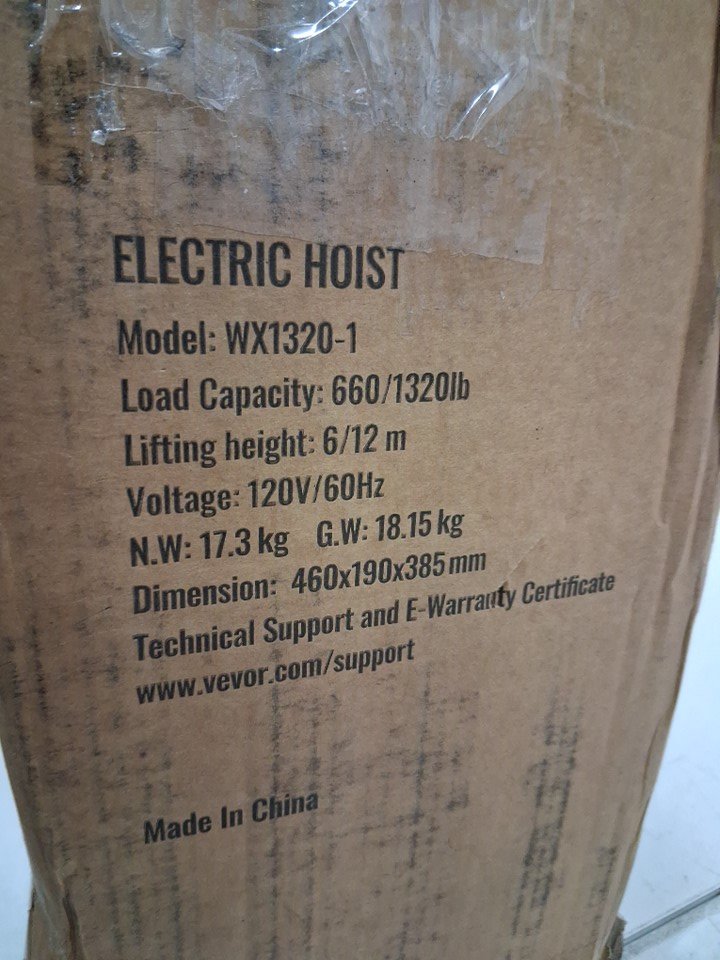 ELECTRIC HOIST
Model: WX1320-1
Load Capacity: 660/1320lb
Lifting height: 6/12 m
Voltage: 120V/60Hz
N.W: 17.3 kg G.W: 18.15 kg
Dimension: 460x190x385mm
Technical Support and E-Warranty Certificate
www.vevor.com/support
Made In China